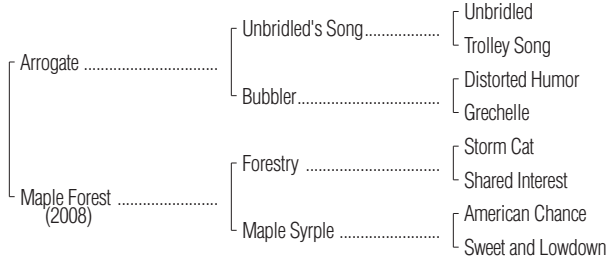 Unbridled
Unbridled's Song..................
Trolley Song
Arrogate ................................
Distorted Humor
Bubbler..................................
Grechelle
Storm Cat
Forestry ................................
Shared Interest
Maple Forest ........................
(2008)
American Chance
Maple Syrple ........................
Sweet and Lowdown